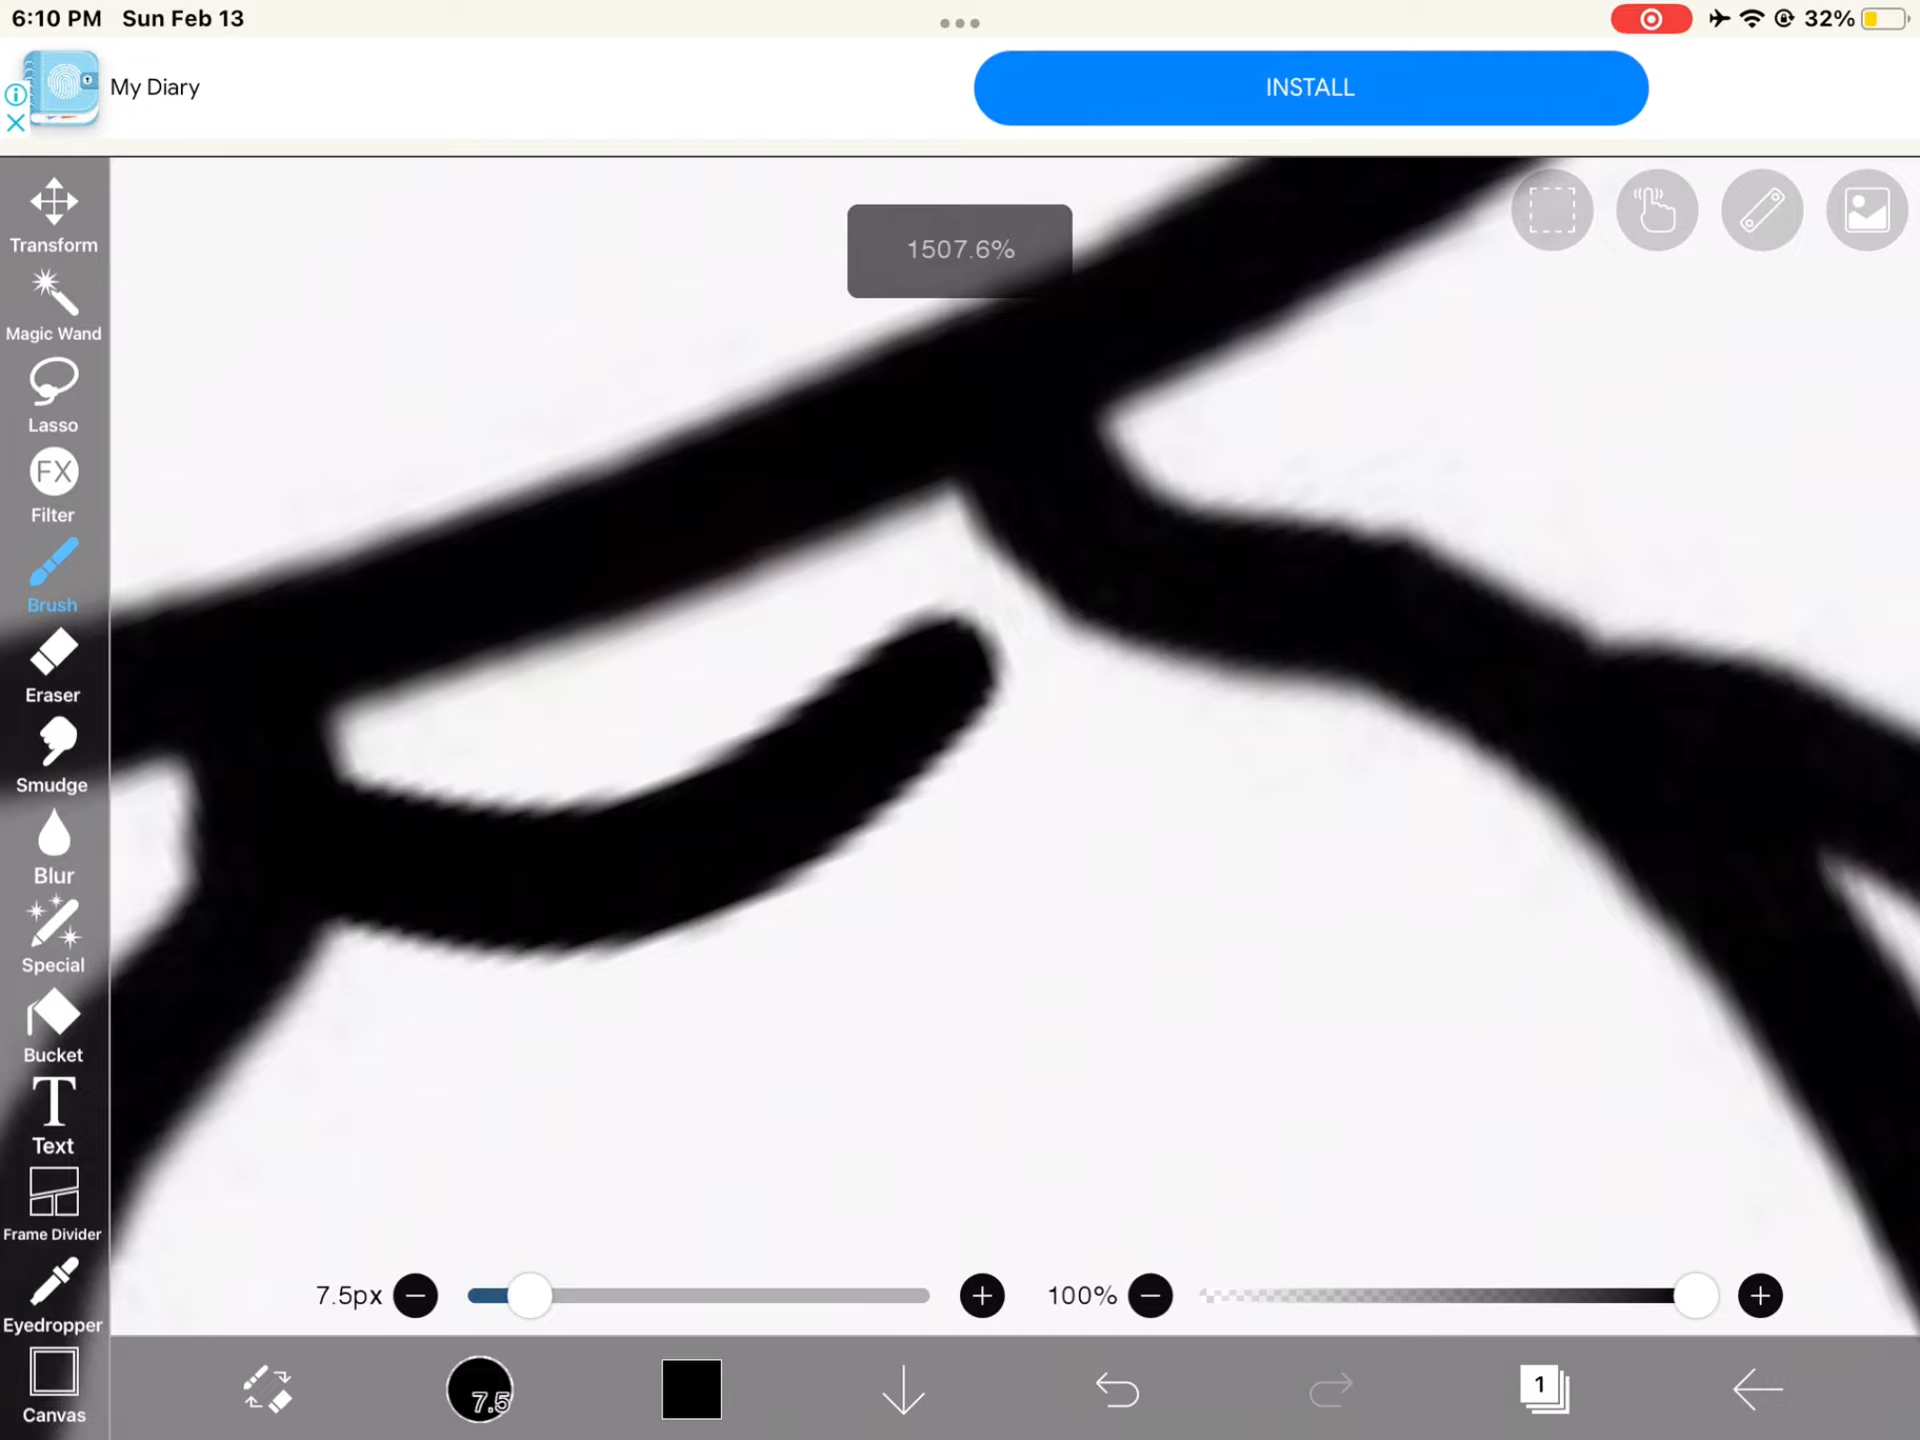 6:10 PM Sun Feb 13
32%
My Diary
INSTALL
1507.6%
Transform
Magic Wand
Lasso
FX
Filter
Brush
Eraser
Smudge
Blur
Special
Bucket
T
Text
Frame Divider
Eyedropper
Canvas
7.5px
100%
7.5
1